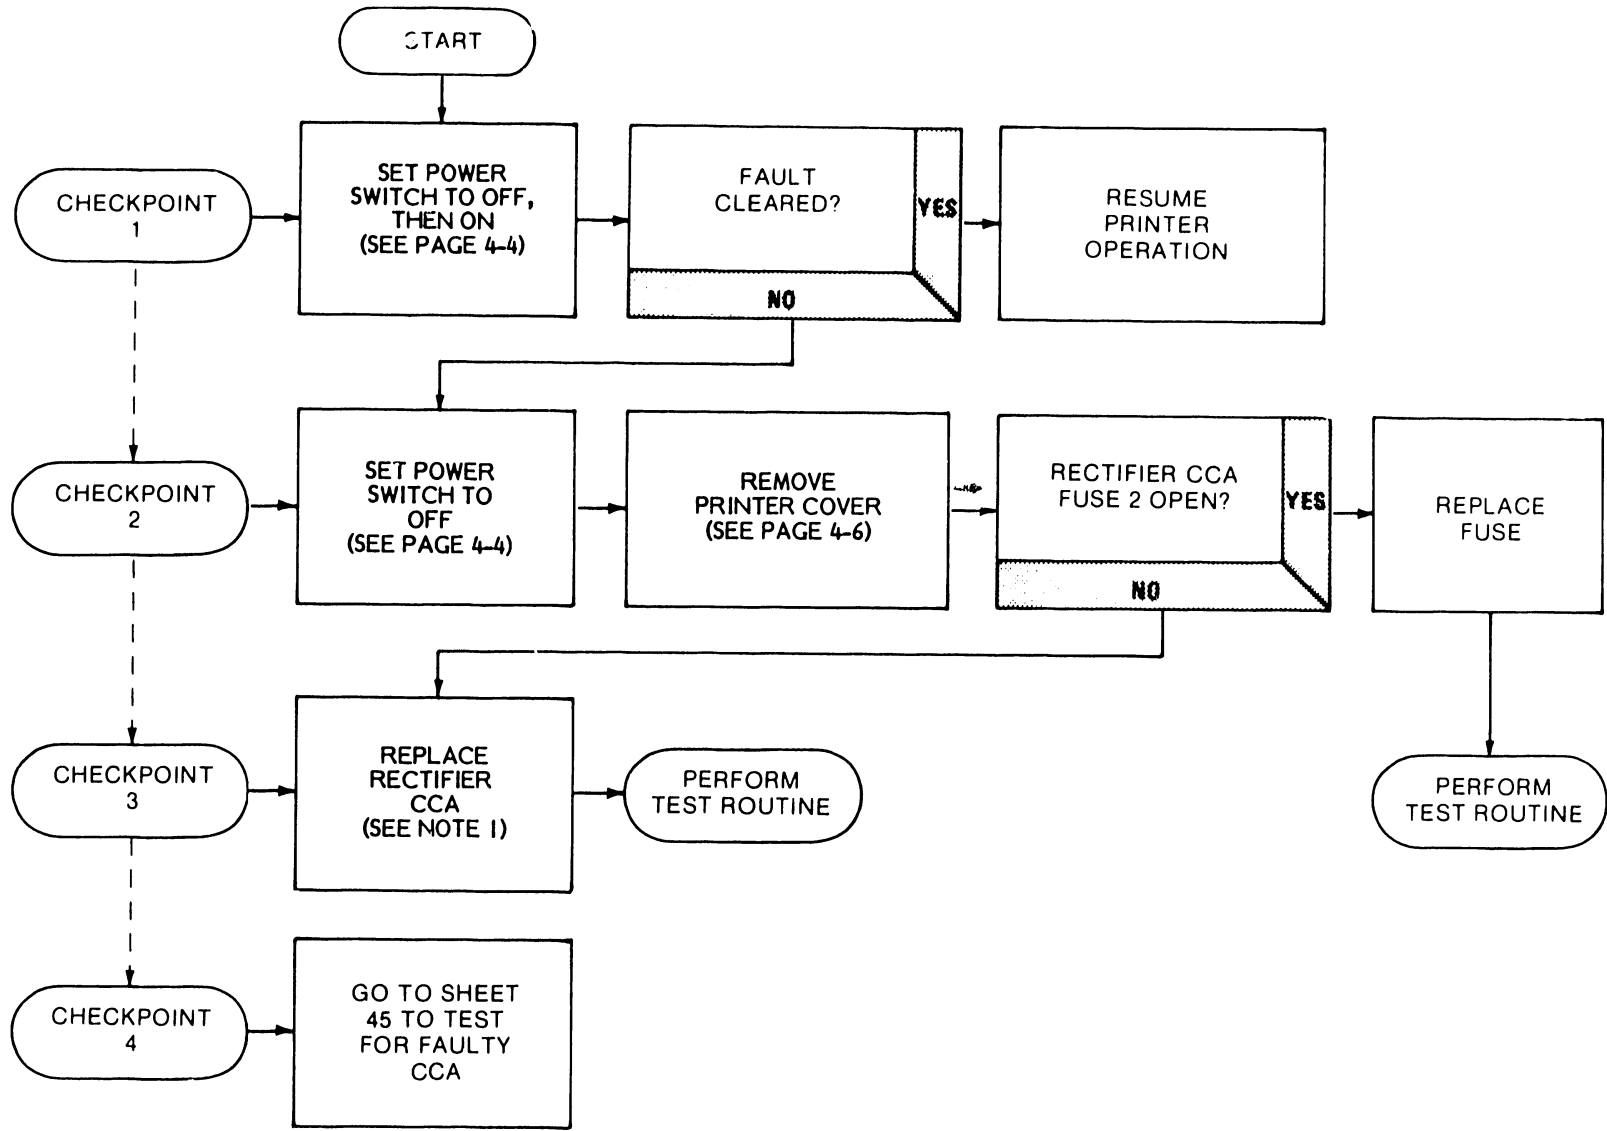 START
CHECKPOINT
1
SET POWER
SWITCH TO OFF,
THEN ON
(SEE PAGE 4-4)
FAULT
CLEARED?
YES
NO
RESUME
PRINTER
OPERATION
CHECKPOINT
2
SET POWER
SWITCH TO
OFF
(SEE PAGE 4-4)
REMOVE
PRINTER COVER
(SEE PAGE 4-6)
RECTIFIER CCA
FUSE 2 OPEN?
YES
NO
REPLACE
FUSE
CHECKPOINT
3
REPLACE
RECTIFIER
CCA
(SEE NOTE 1)
PERFORM
TEST ROUTINE
PERFORM
TEST ROUTINE
CHECKPOINT
4
GO TO SHEET
45 TO TEST
FOR FAULTY
CCA